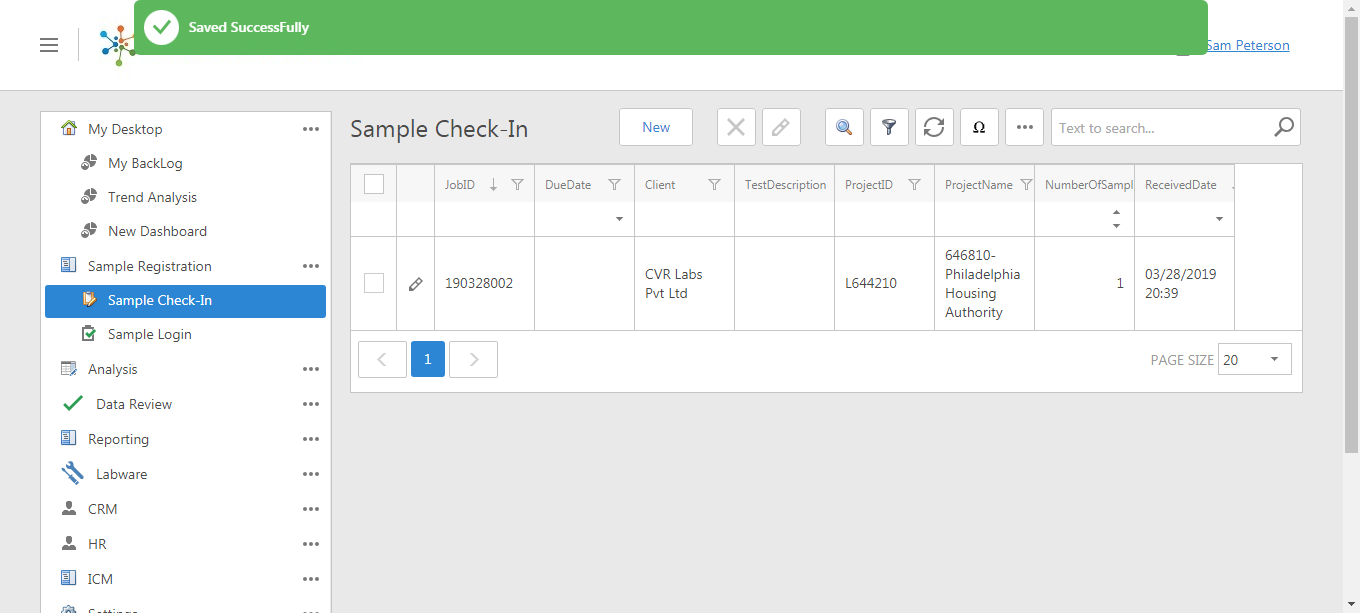 Saved SuccessFully
Sam Peterson
My Desktop
My BackLog
Trend Analysis
New Dashboard
Sample Registration
Sample Check-In
Sample Login
Analysis
Data Review
Reporting
Labware
CRM
HR
ICM
Settings
Sample Check-In
New
Ω
Text to search...
JobID
DueDate
Client
TestDescription
ProjectID
ProjectName
NumberOfSampl
ReceivedDate
190328002
CVR Labs
Pvt Ltd
L644210
646810-
Philadelphia
Housing
Authority
1
03/28/2019
20:39
1
PAGE SIZE 20